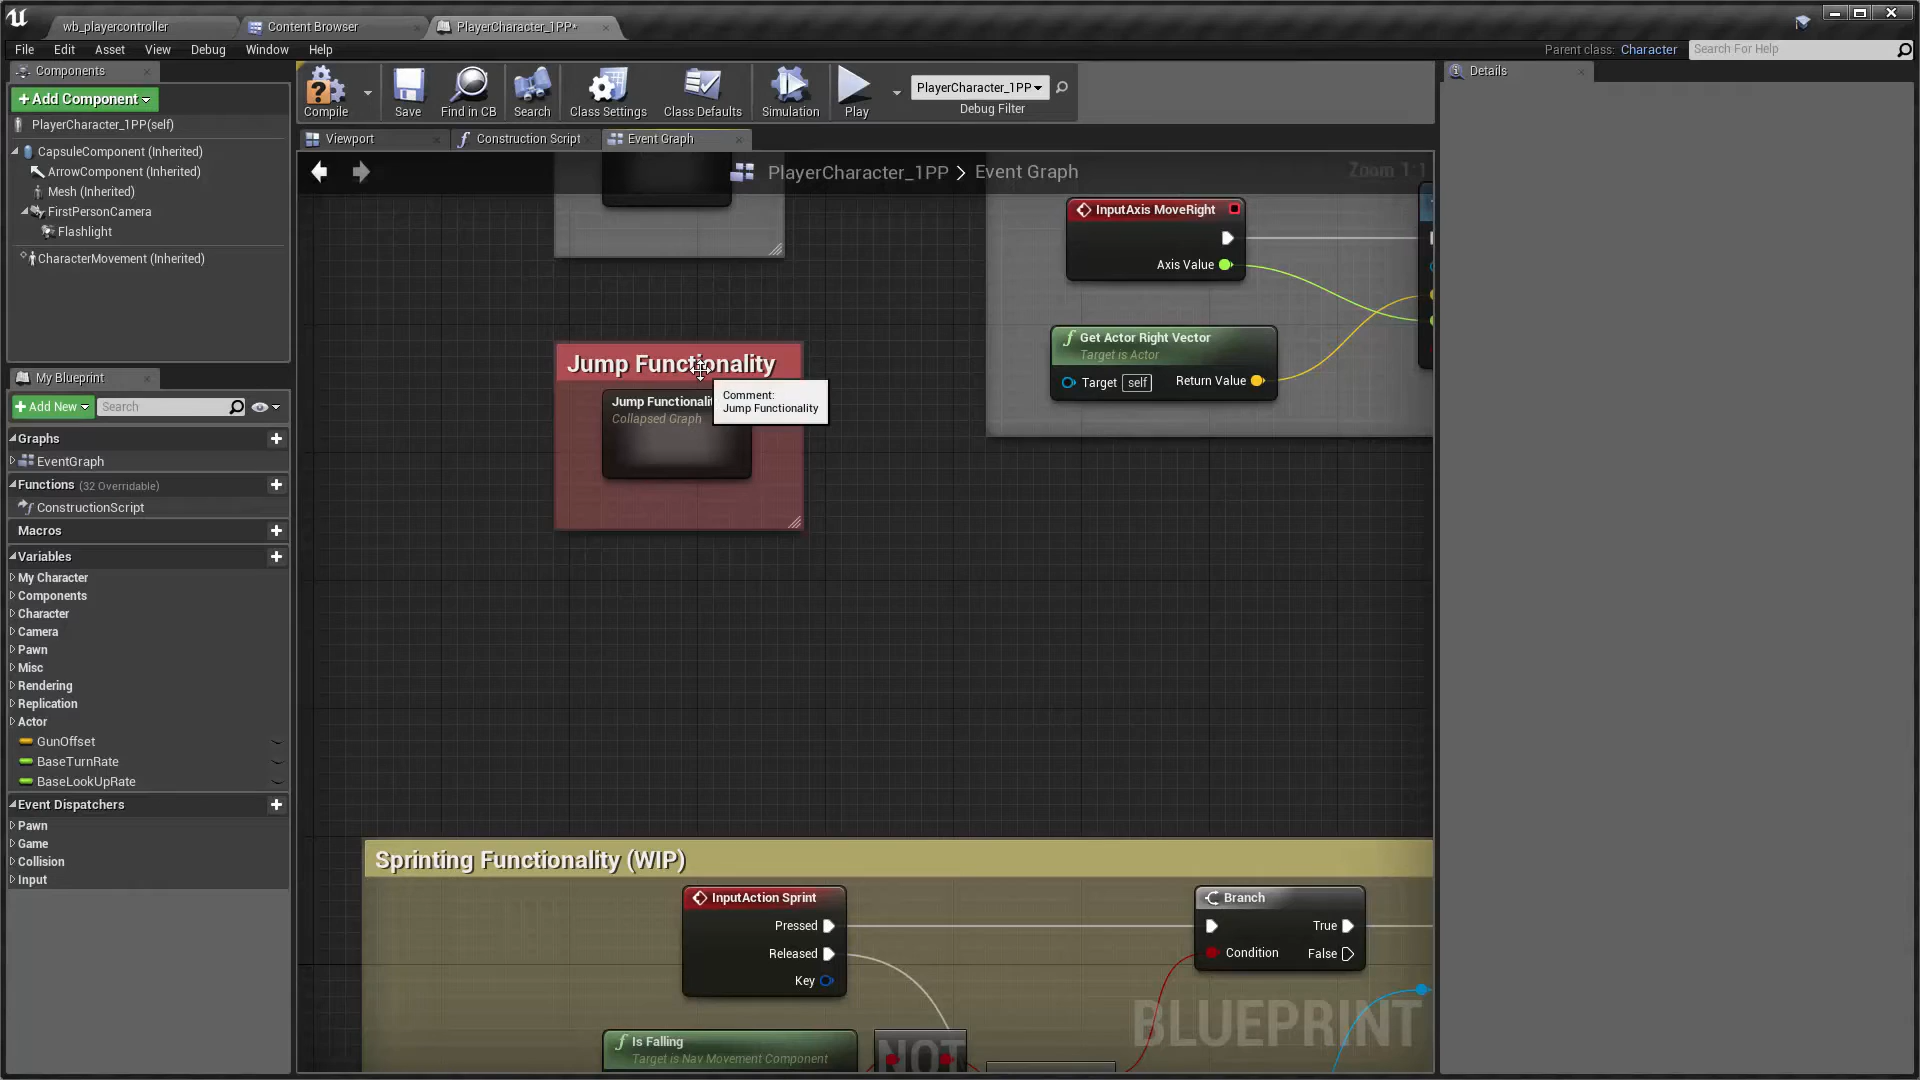 wb_playercontroller
Content Browser
PlayerCharacter_1PP*
File Edit Asset View Debug Window Help
Parent class: Character
Search For Help
Components
Details
+Add Component
Compile
Save
Find in CB
Search
Class Settings
Class Defaults
Simulation
Play
PlayerCharacter_1PP
Debug Filter
PlayerCharacter_1PP(self)
CapsuleComponent (Inherited)
ArrowComponent (Inherited)
Mesh (Inherited)
FirstPersonCamera
Flashlight
CharacterMovement (Inherited)
Viewport
Construction Script
Event Graph
PlayerCharacter_1PP > Event Graph
Zoom 1:1
InputAxis MoveRight
Axis Value
Get Actor Right Vector
Target is Actor
Target self
Return Value
Jump Functionality
Jump Functionalit
Collapsed Graph
Comment:
Jump Functionality
My Blueprint
+Add New
Search
Graphs
EventGraph
Functions (32 Overridable)
ConstructionScript
Macros
Variables
My Character
Components
Character
Camera
Pawn
Misc
Rendering
Replication
Actor
GunOffset
BaseTurnRate
BaseLookUpRate
Event Dispatchers
Pawn
Game
Collision
Input
Sprinting Functionality (WIP)
InputAction Sprint
Pressed
Released
Key
Branch
True
Condition
False
Is Falling
Target is Nav Movement Component
NOT
BLUEPRINT